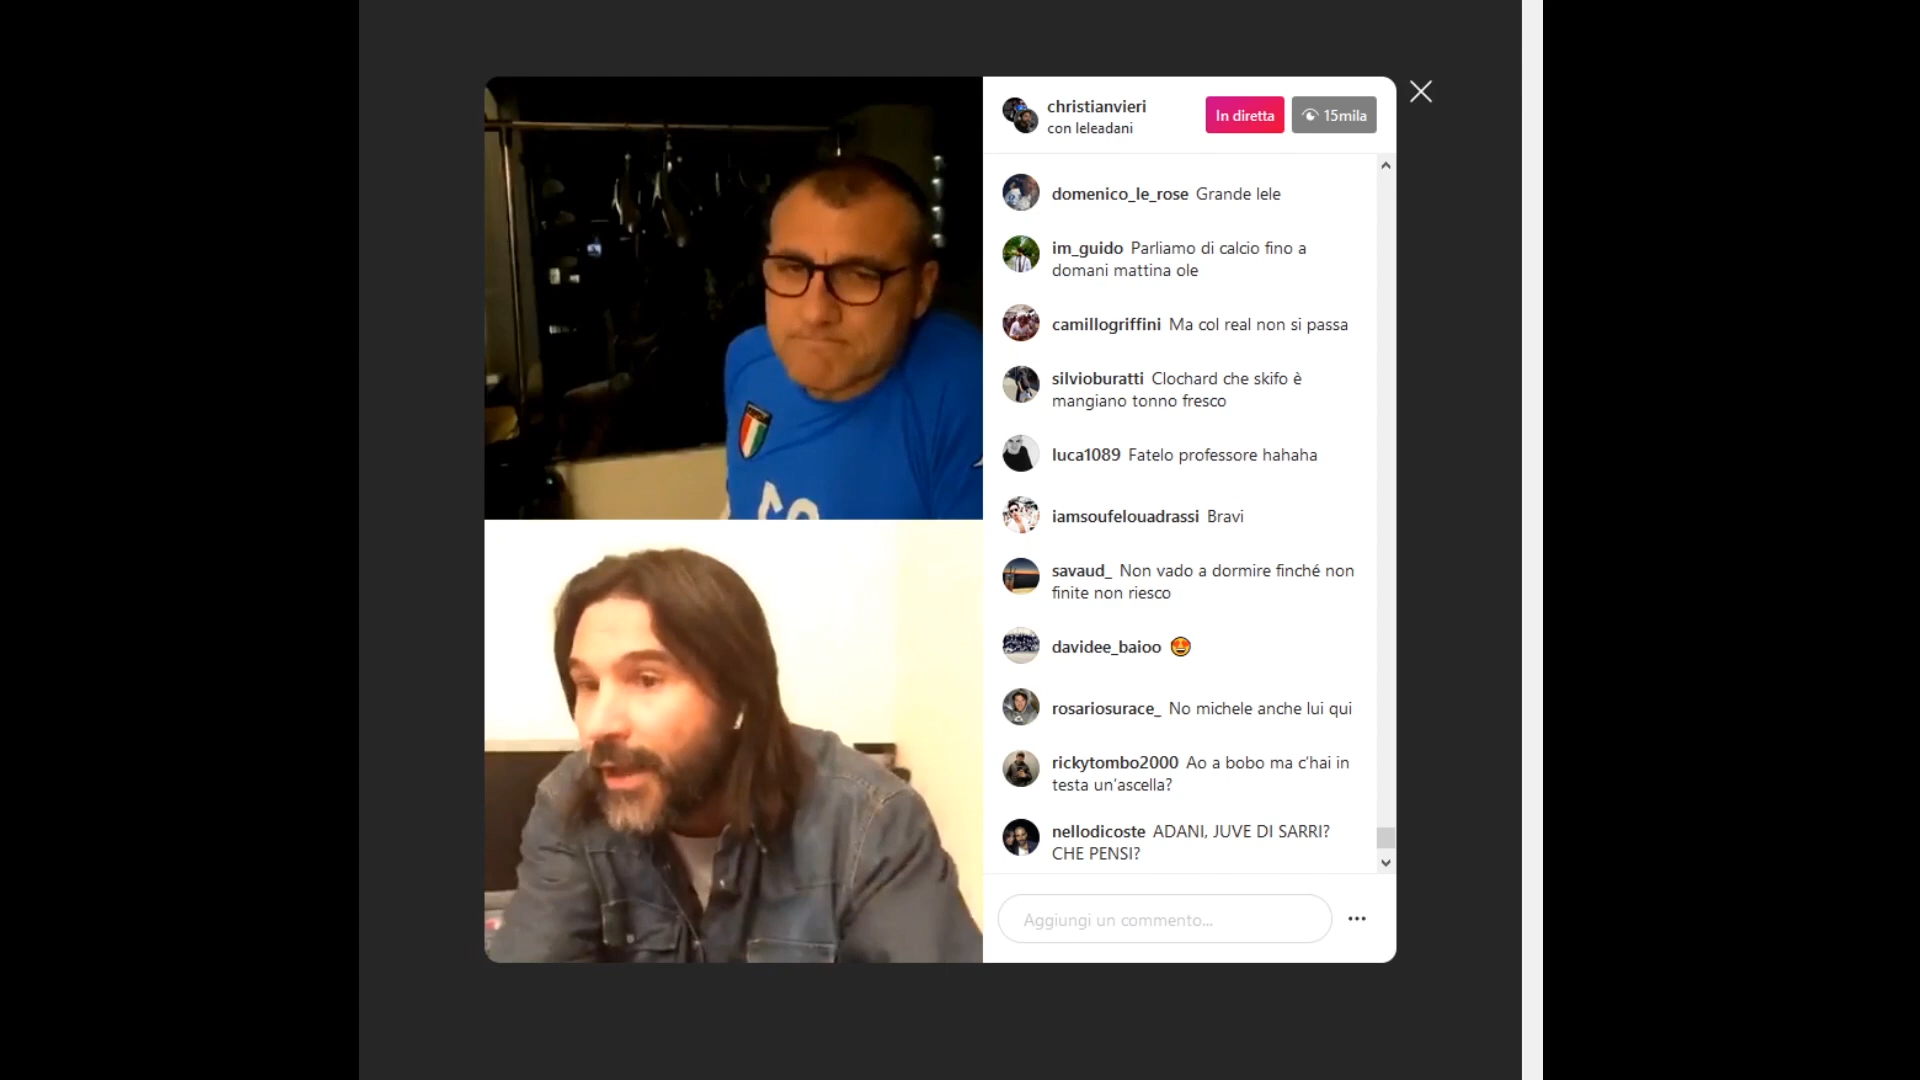 christianvieri
con leleadani
In diretta
15mila
domenico_le_rose Grande lele
im_guido Parliamo di calcio fino a
domani mattina ole
camillogriffini Ma col real non si passa
silvioburatti Clochard che skifo è
mangiano tonno fresco
luca1089 Fatelo professore hahaha
iamsoufelouadrassi Bravi
savaud_ Non vado a dormire finché non
finite non riesco
davidee_baioo 😍
rosariosurace_ No michele anche lui qui
rickytombo2000 Ao a bobo ma c'hai in
testa un'ascella?
nellodicoste ADANI, JUVE DI SARRI?
CHE PENSI?
Aggiungi un commento...